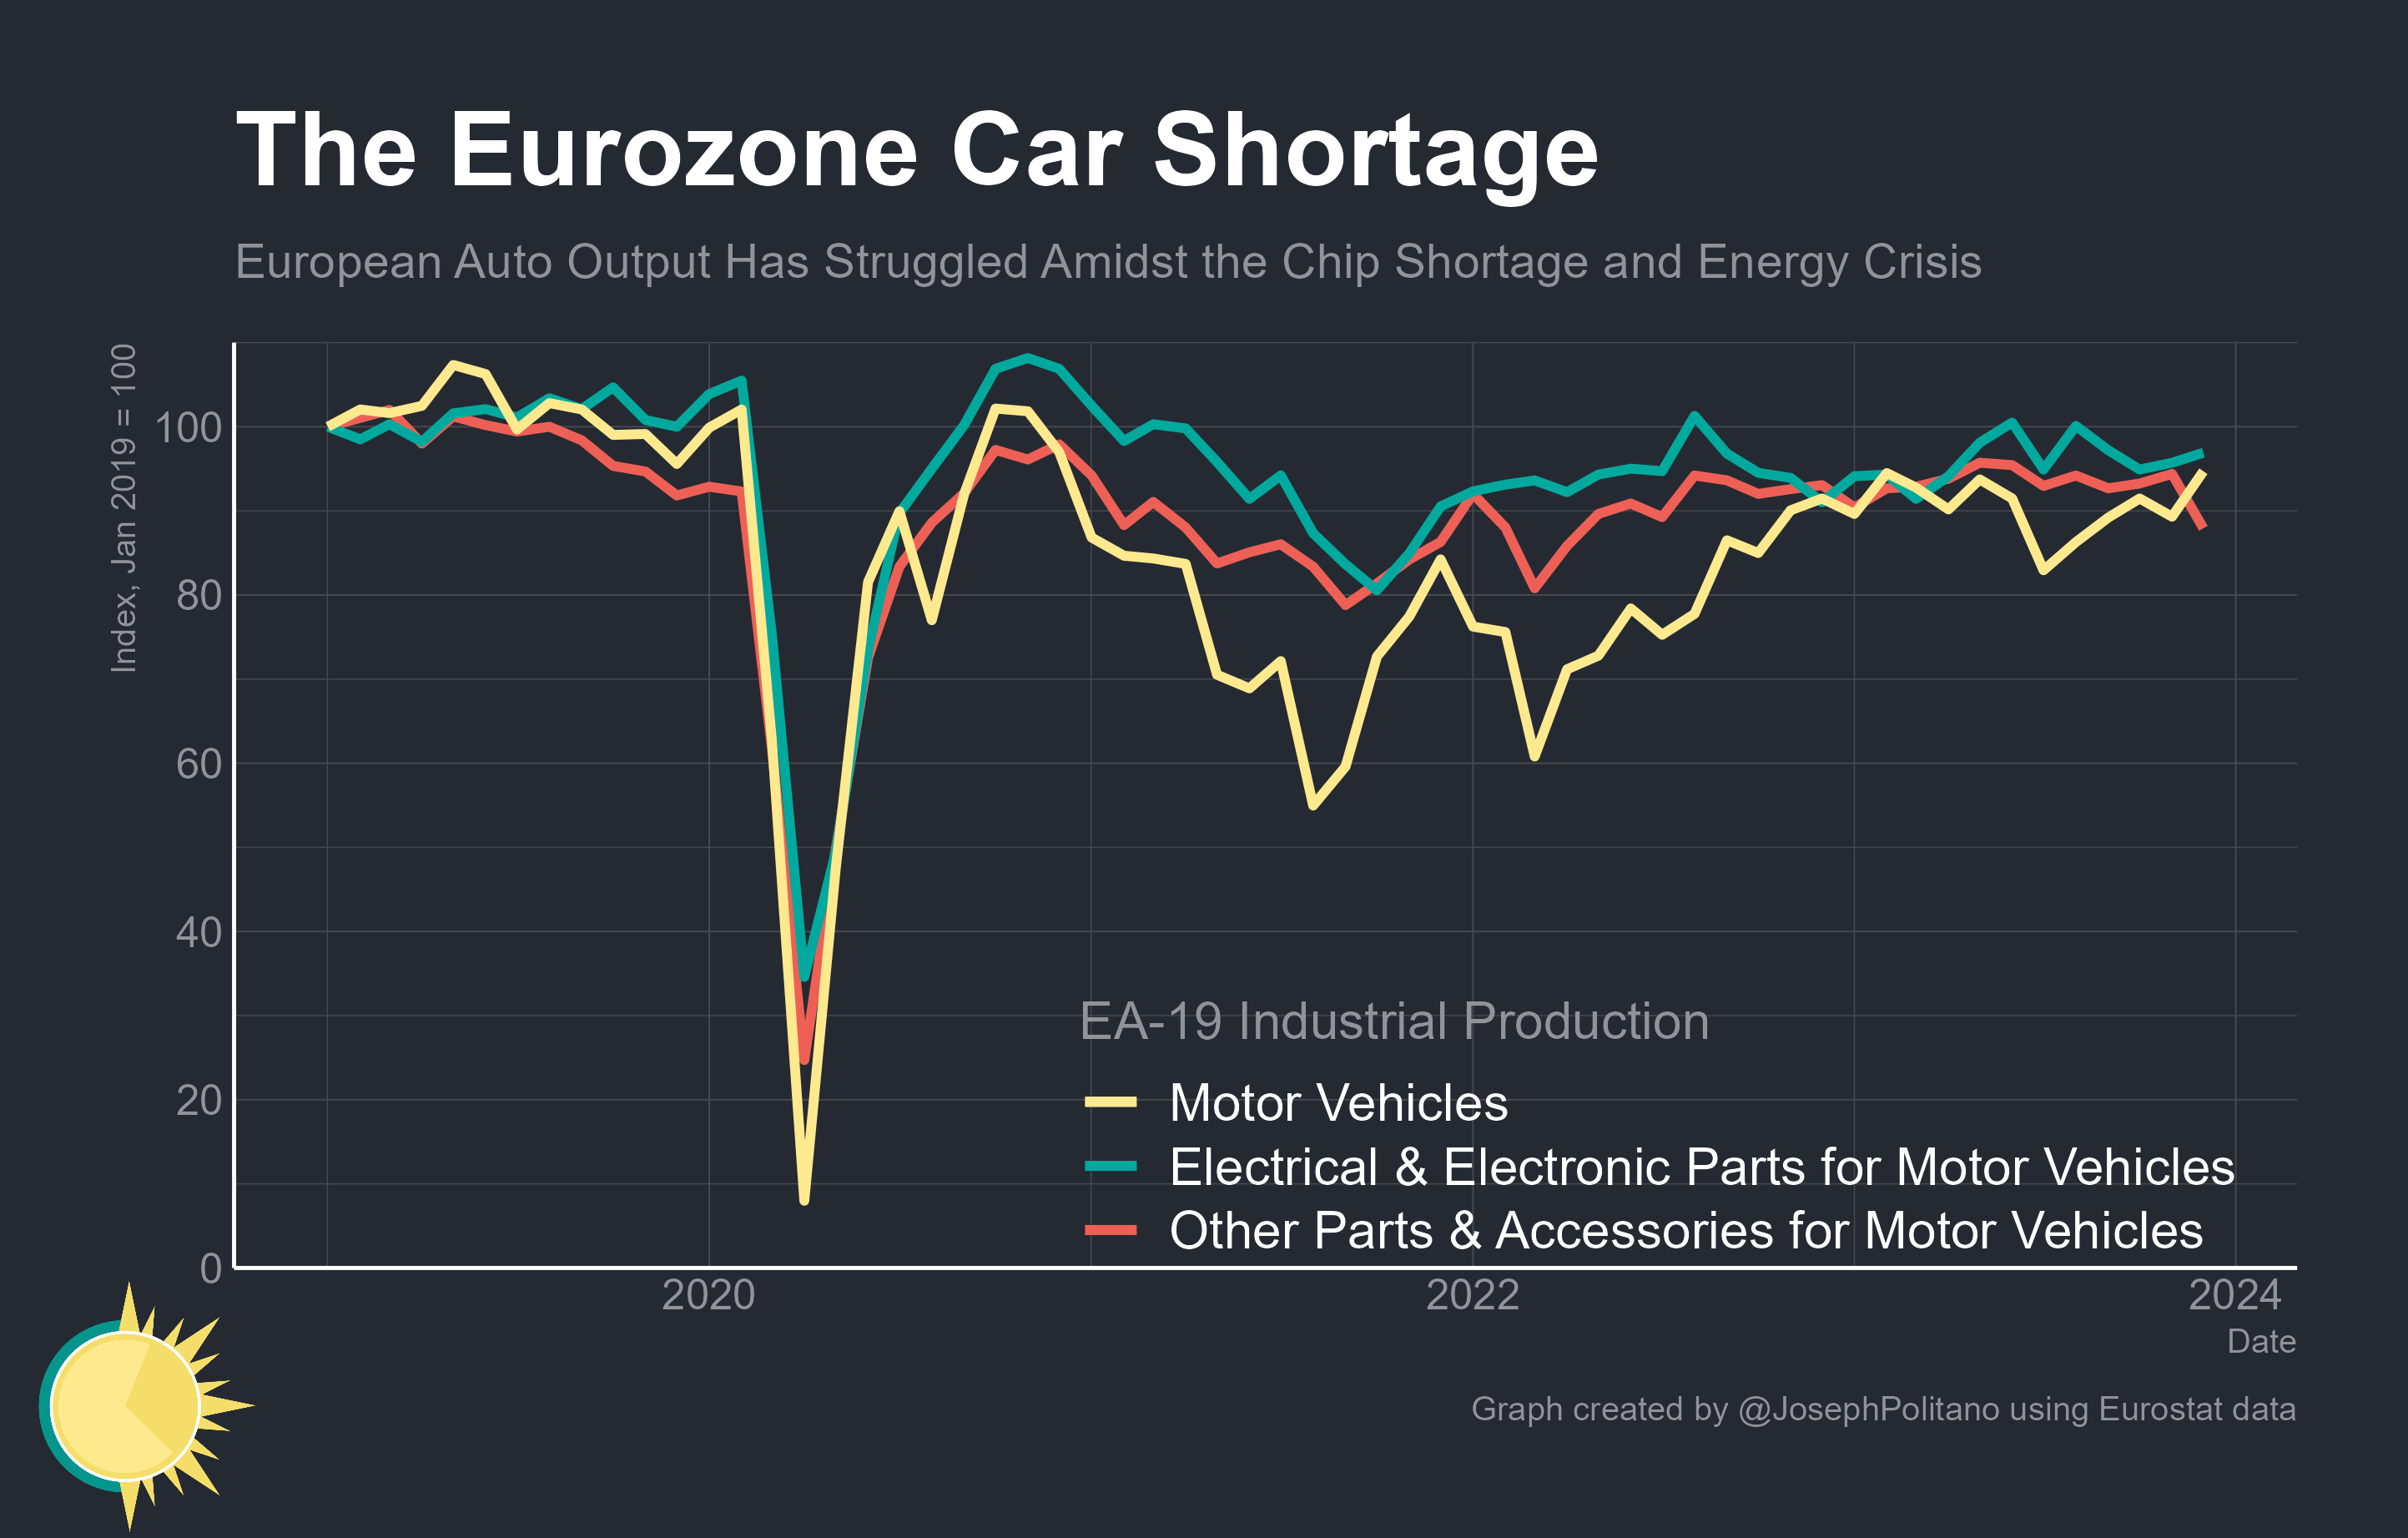 The Eurozone Car Shortage
European Auto Output Has Struggled Amidst the Chip Shortage and Energy Crisis
Index, Jan 2019 = 100
100
80
60
40
20
0
EA-19 Industrial Production
Motor Vehicles
Electrical & Electronic Parts for Motor Vehicles
Other Parts & Accessories for Motor Vehicles
2020 2022 2024
Date
Graph created by @JosephPolitano using Eurostat data